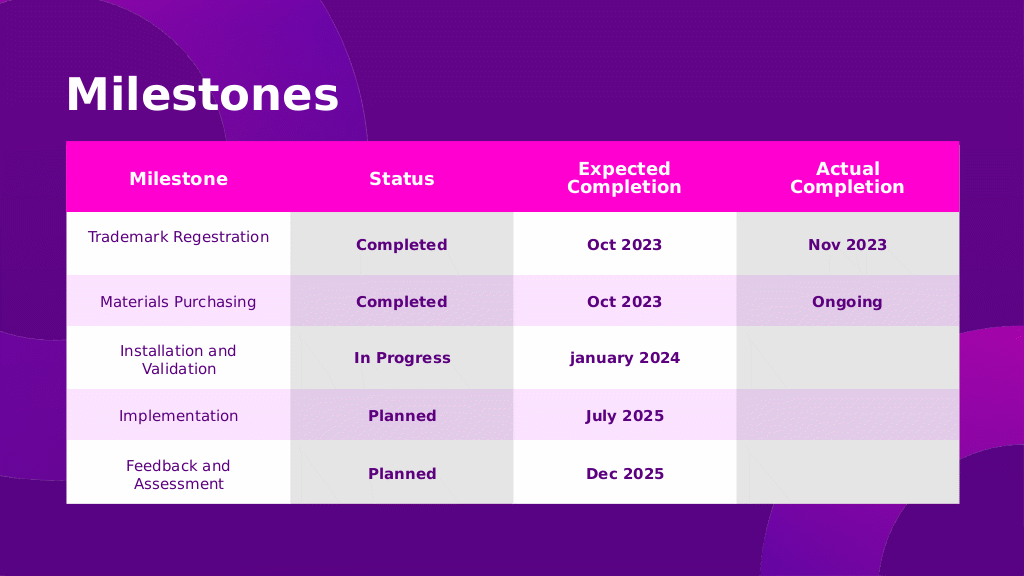 Milestones
Milestone
Status
Expected
Completion
Actual
Completion
Trademark Regestration
Completed
Oct 2023
Nov 2023
Materials Purchasing
Completed
Oct 2023
Ongoing
Installation and
Validation
In Progress
january 2024
Implementation
Planned
July 2025
Feedback and
Assessment
Planned
Dec 2025